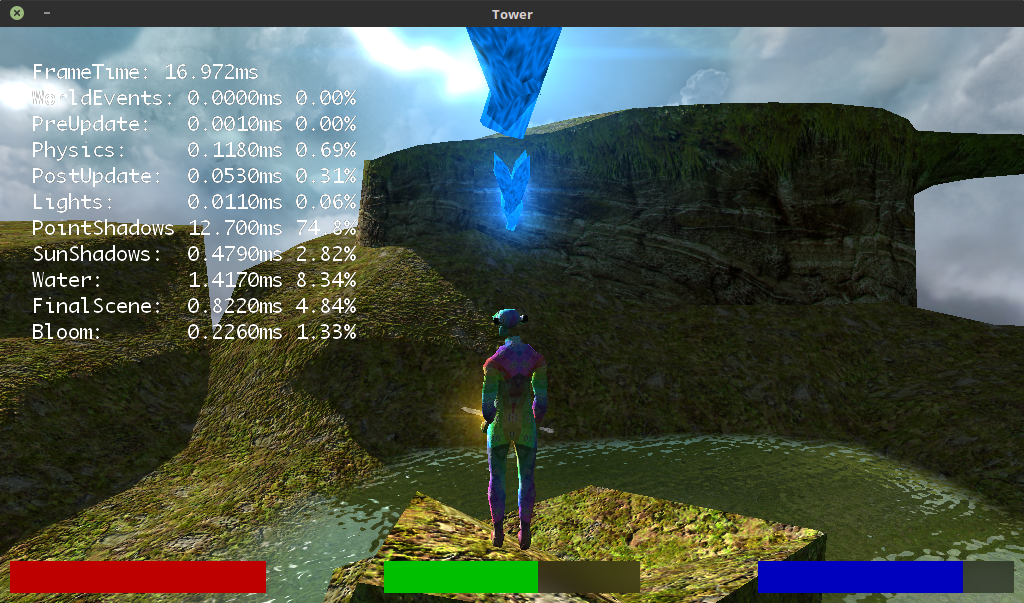 Tower
FrameTime: 16.972ms
WorldEvents: 0.0000ms 0.00%
PreUpdate: 0.0010ms 0.00%
Physics: 0.1180ms 0.69%
PostUpdate: 0.0530ms 0.31%
Lights: 0.0110ms 0.06%
PointShadows 12.700ms 74.8%
SunShadows: 0.4790ms 2.82%
Water: 1.4170ms 8.34%
FinalScene: 0.8220ms 4.84%
Bloom: 0.2260ms 1.33%